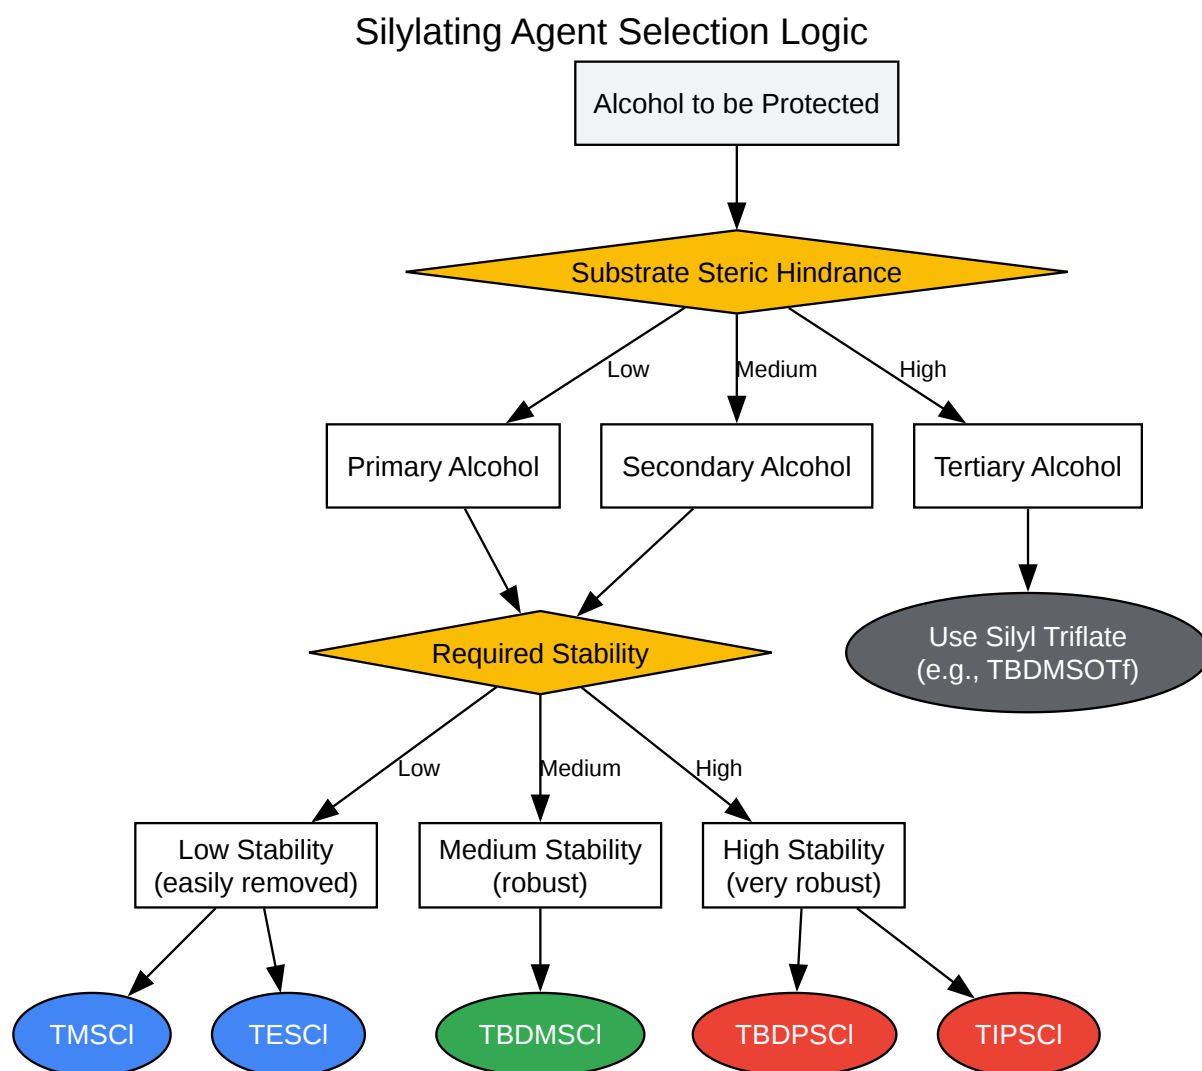 Silylating Agent Selection Logic
Alcohol to be Protected
Substrate Steric Hindrance
Low
Medium
High
Primary Alcohol
Secondary Alcohol
Tertiary Alcohol
Use Silyl Triflate
(e.g., TBDMSOTf)
Required Stability
Low
Medium
High
Low Stability
(easily removed)
Medium Stability
(robust)
High Stability
(very robust)
TMSCl
TESCl
TBDMSCl
TBDPSCl
TIPSCl